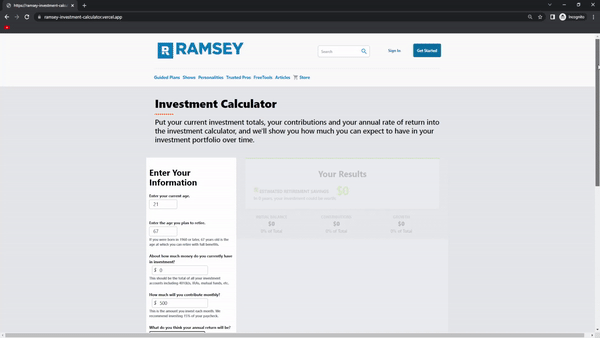 https://ramsey-investment-calcu
ramsey-investment-calculator.vercel.app
Incognito
RAMSEY
Search
Sign In
Get Started
Guided Plans Shows Personalities Trusted Pros FreeTools Articles Store
Investment Calculator
Put your current investment totals, your contributions and your annual rate of return into
the investment calculator, and we'll show you how much you can expect to have in your
investment portfolio over time.
Enter Your
Information
Enter your current age.
21
Enter the age you plan to retire.
67
If you were born in 1960 or later, 67 years old is the
age at which you can retire with full benefits.
About how much money do you currently have
in investment?
$ 0
This should be the total of all your investment
accounts including 401(k)s, IRAs, mutual funds, etc.
How much will you contribute monthly?
$ 500
This is the amount you invest each month. We
recommend investing 15% of your paycheck.
What do you think your annual return will be?
Your Results
ESTIMATED RETIREMENT SAVINGS: $0
INITIAL BALANCE
$0
0% of Total
CONTRIBUTIONS
$0
0% of Total
GROWTH
$0
0% of Total